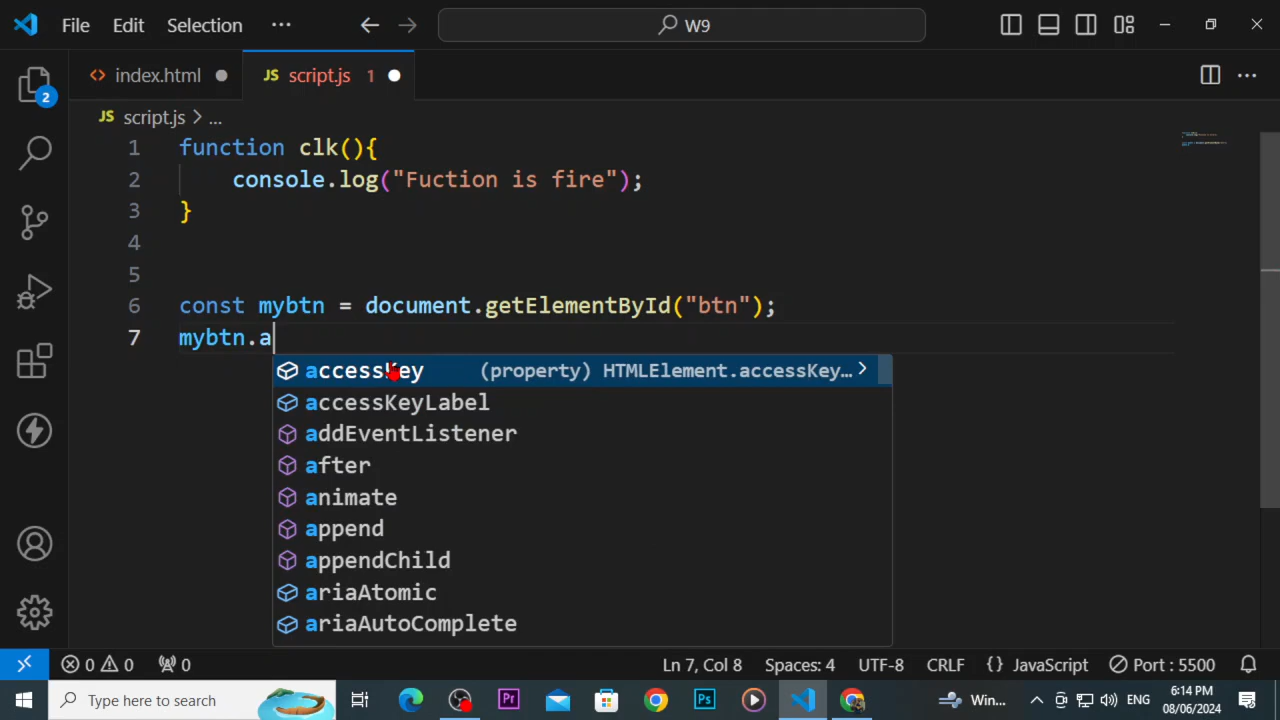 File Edit Selection ··· W9
index.html script.js 1 ···
script.js > ...
1 function clk(){
2 console.log("Fuction is fire");
3 }
4
5
6 const mybtn = document.getElementById("btn");
7 mybtn.a
accessKey (property) HTMLElement.accessKey…
accessKeyLabel
addEventListener
after
animate
append
appendChild
ariaAtomic
ariaAutoComplete
2
0 0 0 Ln 7, Col 8 Spaces: 4 UTF-8 CRLF {} JavaScript Port : 5500
Type here to search Pr Ps Win... ENG 6:14 PM
08/06/2024